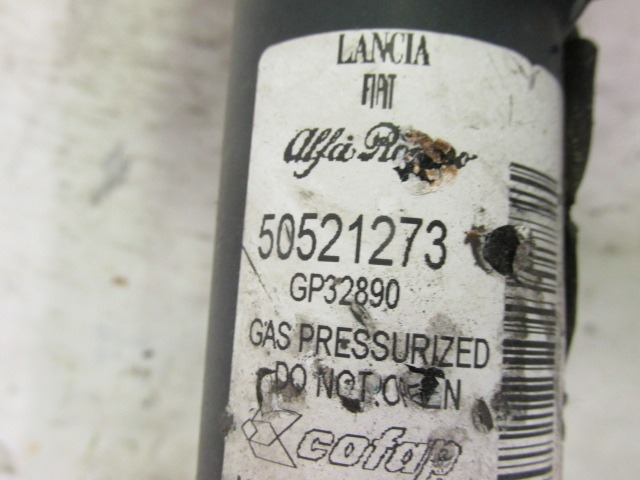 LANCIA
FIAT
Alfa Romeo
50521273
GP32890
GAS PRESSURIZED
DO NOT OPEN
cofap